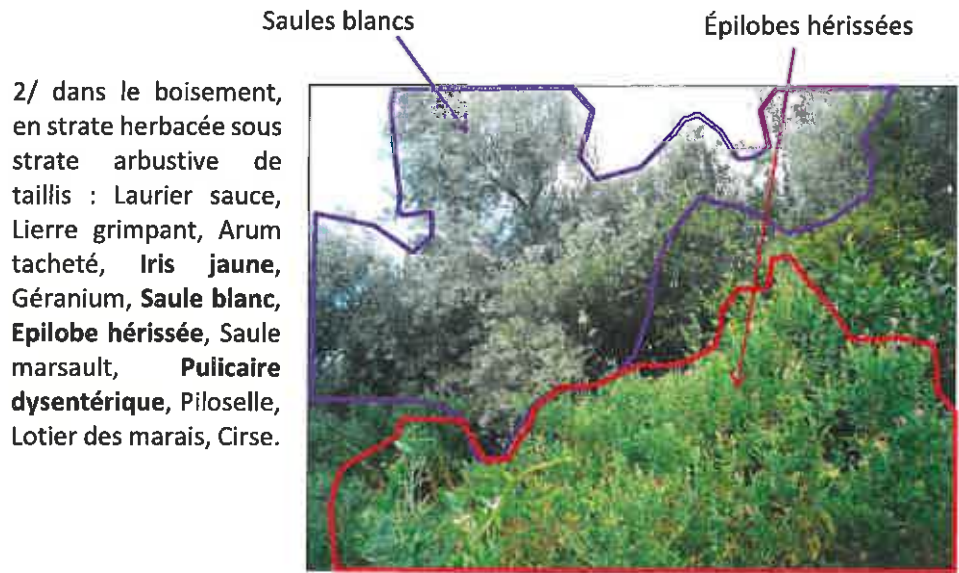 Saules blancs
Épilobes hérissées
2/ dans le boisement,
en strate herbacée sous
strate arbustive de
taillis : Laurier sauce,
Lierre grimpant, Arum
tacheté, Iris jaune,
Géranium, Saule blanc,
Epilobe hérissée, Saule
marsault, Pulicaire
dysentérique, Piloselle,
Lotier des marais, Cirse.